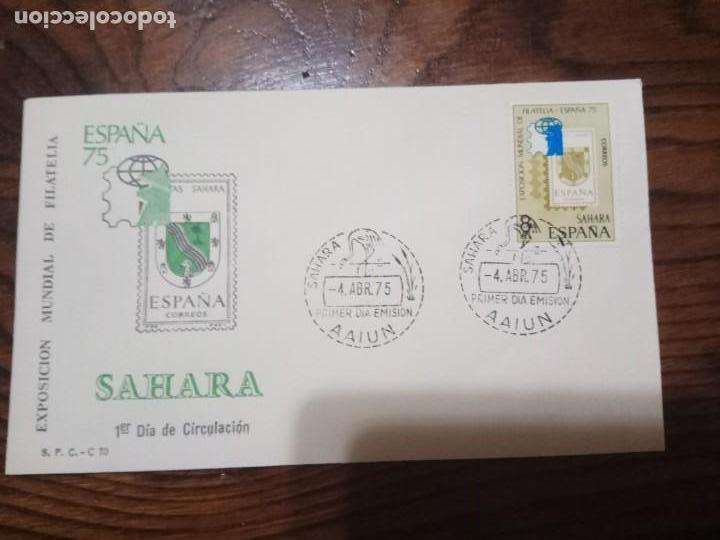 todocoleccion
EXPOSICION MUNDIAL DE FILATELIA
ESPAÑA
75
SAHARA
ESPAÑA
CORREOS
SAHARA
1er Día de Circulación
S. F. C. - C
SAHARA
-4. ABR. 75
PRIMER DIA EMISION
AAIUN
SAHARA
-4. ABR. 75
PRIMER DIA EMISION
AAIUN
EXPOSICION MUNDIAL DE
FILATELIA - ESPAÑA 75
CORREOS
ESPAÑA
8
SAHARA
ESPAÑA